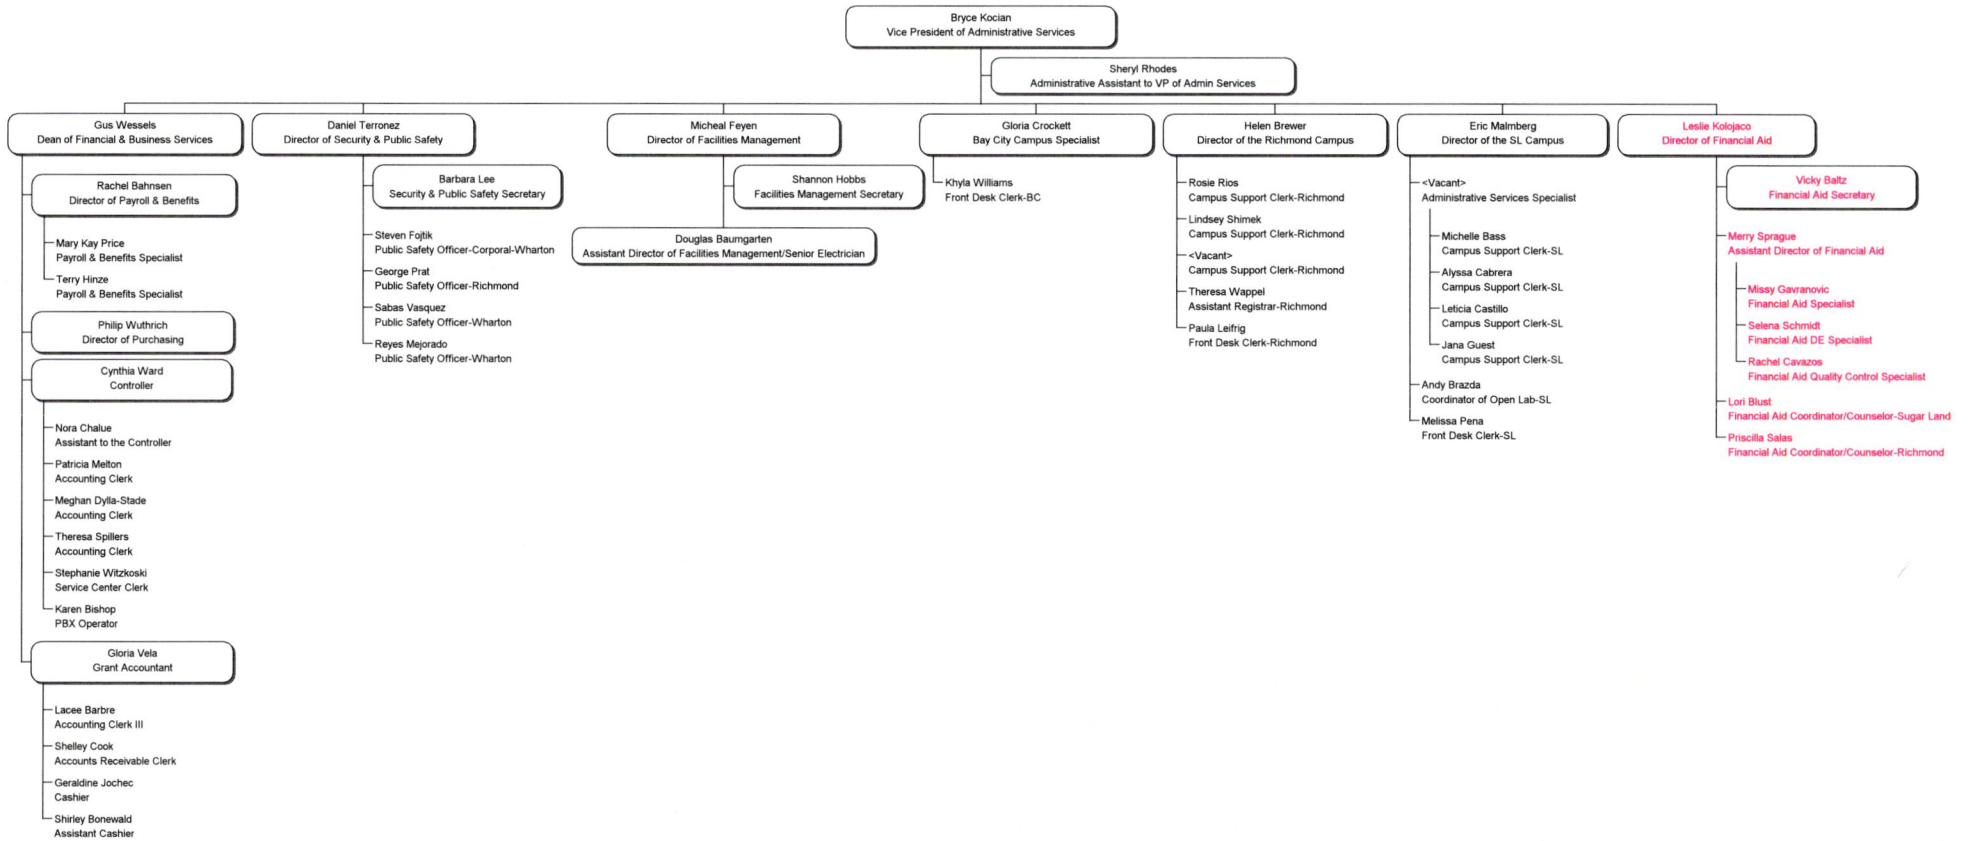 Bryce Kocian
Vice President of Administrative Services
Sheryl Rhodes
Administrative Assistant to VP of Admin Services
Gus Wessels
Dean of Financial & Business Services
Rachel Bahnsen
Director of Payroll & Benefits
Mary Kay Price
Payroll & Benefits Specialist
Terry Hinze
Payroll & Benefits Specialist
Philip Wuthrich
Director of Purchasing
Cynthia Ward
Controller
Nora Chalue
Assistant to the Controller
Patricia Melton
Accounting Clerk
Meghan Dylla-Stade
Accounting Clerk
Theresa Spillers
Accounting Clerk
Stephanie Witzkoski
Service Center Clerk
Karen Bishop
PBX Operator
Gloria Vela
Grant Accountant
Lacee Barbre
Accounting Clerk III
Shelley Cook
Accounts Receivable Clerk
Geraldine Jochec
Cashier
Shirley Bonewald
Assistant Cashier
Daniel Terronez
Director of Security & Public Safety
Barbara Lee
Security & Public Safety Secretary
Steven Fojtik
Public Safety Officer-Corporal-Wharton
George Prat
Public Safety Officer-Richmond
Sabas Vasquez
Public Safety Officer-Wharton
Reyes Mejorado
Public Safety Officer-Wharton
Micheal Feyen
Director of Facilities Management
Shannon Hobbs
Facilities Management Secretary
Douglas Baumgarten
Assistant Director of Facilities Management/Senior Electrician
Gloria Crockett
Bay City Campus Specialist
Khyla Williams
Front Desk Clerk-BC
Helen Brewer
Director of the Richmond Campus
Rosie Rios
Campus Support Clerk-Richmond
Lindsey Shimek
Campus Support Clerk-Richmond
<Vacant>
Campus Support Clerk-Richmond
Theresa Wappel
Assistant Registrar-Richmond
Paula Leifrig
Front Desk Clerk-Richmond
Eric Malmberg
Director of the SL Campus
<Vacant>
Administrative Services Specialist
Michelle Bass
Campus Support Clerk-SL
Alyssa Cabrera
Campus Support Clerk-SL
Leticia Castillo
Campus Support Clerk-SL
Jana Guest
Campus Support Clerk-SL
Andy Brazda
Coordinator of Open Lab-SL
Melissa Pena
Front Desk Clerk-SL
Leslie Kolojaco
Director of Financial Aid
Vicky Baltz
Financial Aid Secretary
Merry Sprague
Assistant Director of Financial Aid
Missy Gavranovic
Financial Aid Specialist
Selena Schmidt
Financial Aid DE Specialist
Rachel Cavazos
Financial Aid Quality Control Specialist
Lori Blust
Financial Aid Coordinator/Counselor-Sugar Land
Priscilla Salas
Financial Aid Coordinator/Counselor-Richmond